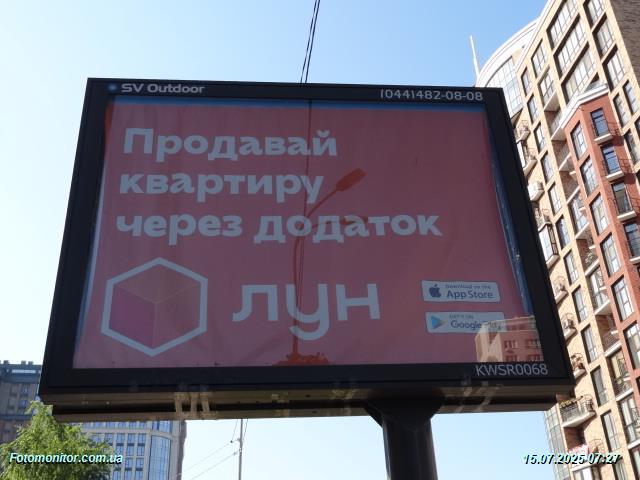 SV Outdoor
(044)482-08-08
Продавай
квартиру
через додаток
лун
Download on the
App Store
GET IT ON
Google Play
KWSR0068
Fotomonitor.com.ua
15.07.2025 07:27